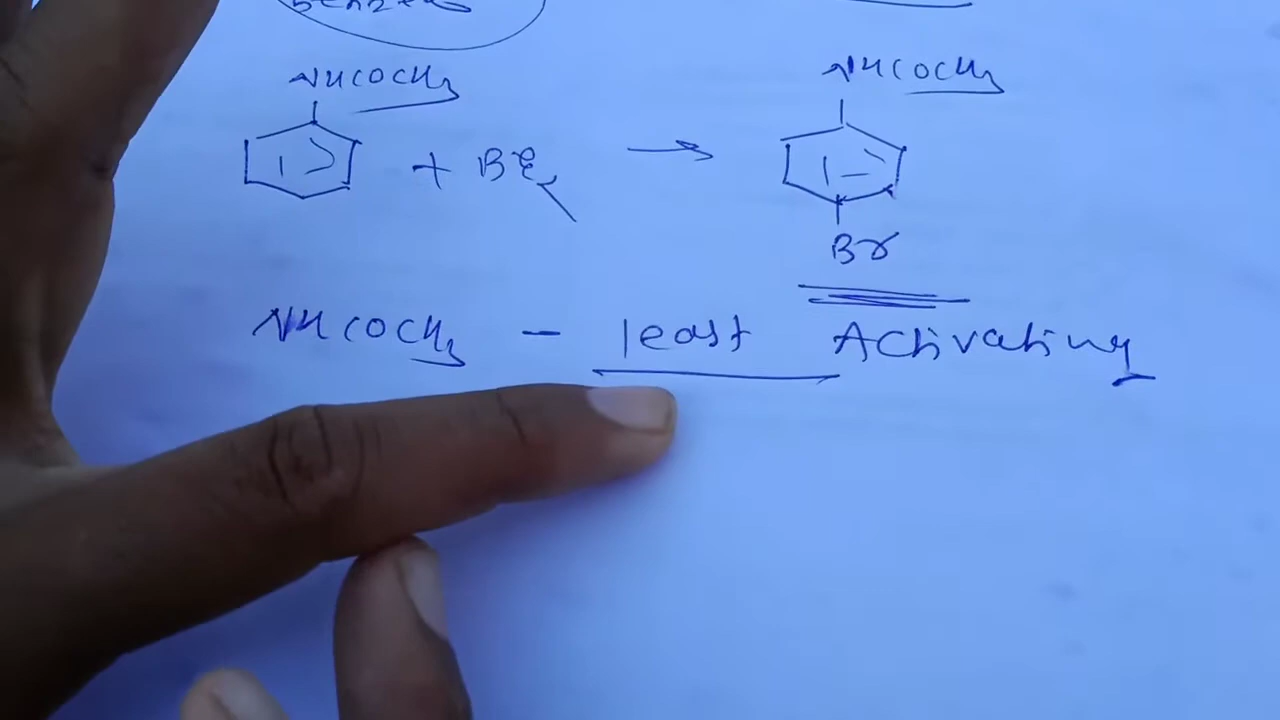 NHCOCH3 NHCOCH3
+ Br2 →
Br
NHCOCH3 - least Activating